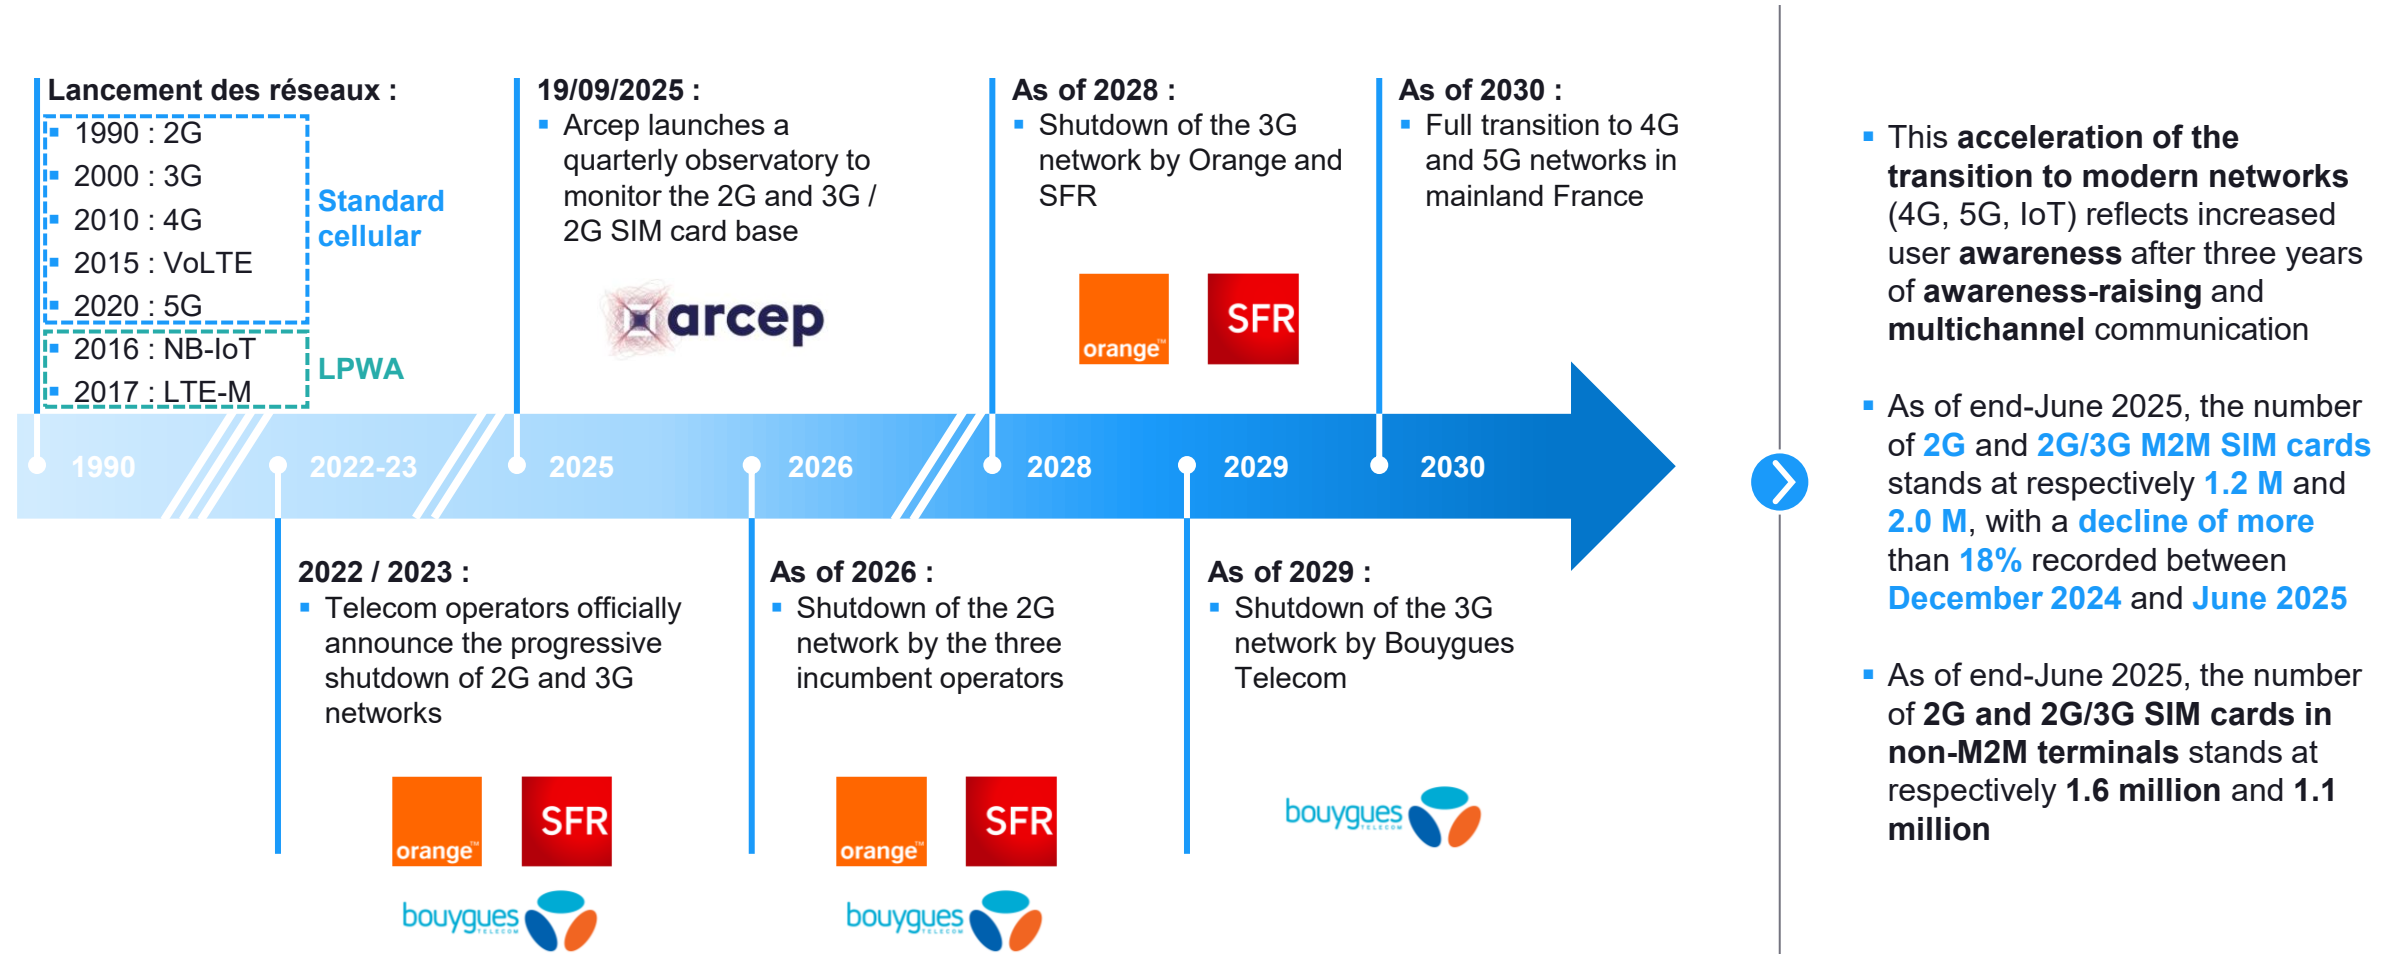 Lancement des réseaux :
1990 : 2G
2000 : 3G
2010 : 4G
2015 : VoLTE
2020 : 5G
Standard
cellular
2016 : NB-IoT
2017 : LTE-M
LPWA
19/09/2025 :
Arcep launches a
quarterly observatory to
monitor the 2G and 3G /
2G SIM card base
arcep
As of 2028 :
Shutdown of the 3G
network by Orange and
SFR
orange™
SFR
As of 2030 :
Full transition to 4G
and 5G networks in
mainland France
1990
2022-23
2025
2026
2028
2029
2030
2022 / 2023 :
Telecom operators officially
announce the progressive
shutdown of 2G and 3G
networks
orange™
SFR
bouygues
TELECOM
As of 2026 :
Shutdown of the 2G
network by the three
incumbent operators
orange™
SFR
bouygues
TELECOM
As of 2029 :
Shutdown of the 3G
network by Bouygues
Telecom
bouygues
TELECOM
This acceleration of the
transition to modern networks
(4G, 5G, IoT) reflects increased
user awareness after three years
of awareness-raising and
multichannel communication
As of end-June 2025, the number
of 2G and 2G/3G M2M SIM cards
stands at respectively 1.2 M and
2.0 M, with a decline of more
than 18% recorded between
December 2024 and June 2025
As of end-June 2025, the number
of 2G and 2G/3G SIM cards in
non-M2M terminals stands at
respectively 1.6 million and 1.1
million